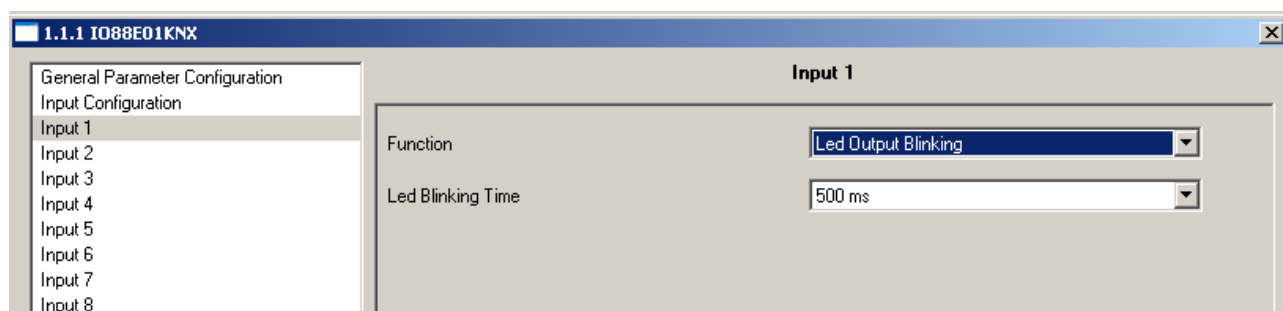 1.1.1 IO88E01KNX
General Parameter Configuration
Input Configuration
Input 1
Input 2
Input 3
Input 4
Input 5
Input 6
Input 7
Input 8
Input 1
Function
Led Output Blinking
Led Blinking Time
500 ms